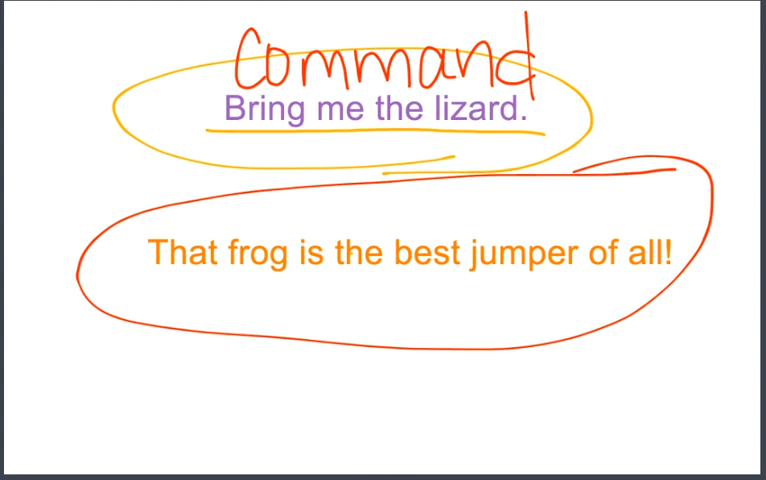 Command
Bring me the lizard.
That frog is the best jumper of all!